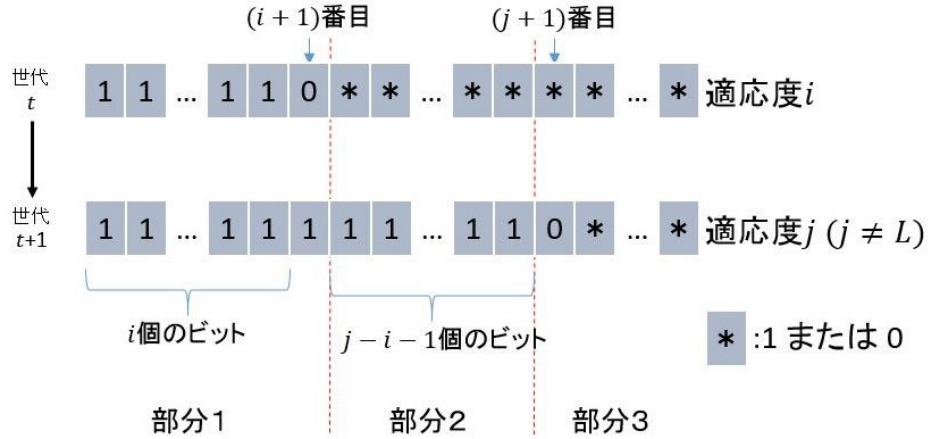 (i + 1)番目 (j + 1)番目
世代 t 1 1 ... 1 1 0 * * ... * * * * ... * 適応度i
世代 t+1 1 1 ... 1 1 1 1 1 ... 1 1 0 * ... * 適応度j (j ≠ L)
i個のビット j − i − 1個のビット
* :1 または 0
部分1 部分2 部分3